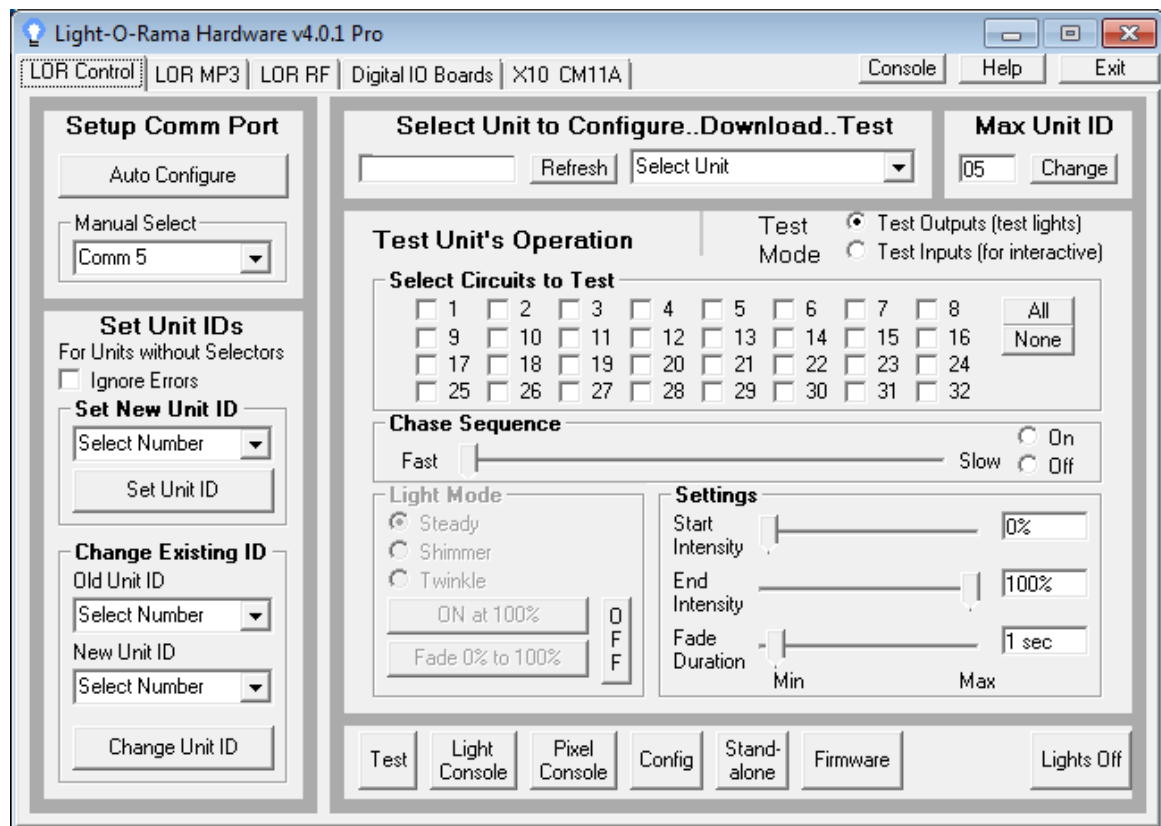 Light-O-Rama Hardware v4.0.1 Pro
LOR Control LOR MP3 LOR RF Digital IO Boards X10 CM11A Console Help Exit
Setup Comm Port
Auto Configure
Manual Select
Comm 5
Set Unit IDs
For Units without Selectors
Ignore Errors
Set New Unit ID
Select Number
Set Unit ID
Change Existing ID
Old Unit ID
Select Number
New Unit ID
Select Number
Change Unit ID
Select Unit to Configure..Download..Test
Refresh Select Unit
Max Unit ID
05 Change
Test Unit's Operation
Test Mode
Test Outputs (test lights)
Test Inputs (for interactive)
Select Circuits to Test
1 2 3 4 5 6 7 8 All
9 10 11 12 13 14 15 16 None
17 18 19 20 21 22 23 24
25 26 27 28 29 30 31 32
Chase Sequence
Fast Slow
On
Off
Light Mode
Steady
Shimmer
Twinkle
ON at 100%
Fade 0% to 100%
OFF
Settings
Start
Intensity
0%
End
Intensity
100%
Fade
Duration
1 sec
Min Max
Test
Light
Console
Pixel
Console
Config
Stand-
alone
Firmware
Lights Off